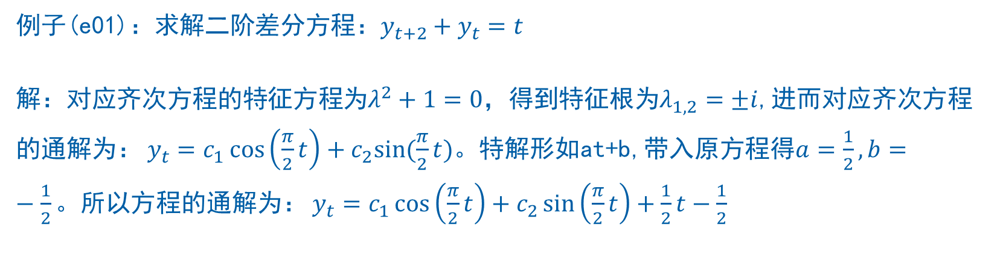 例子(e01)：求解二阶差分方程：$y_{t+2} + y_t = t$
解：对应齐次方程的特征方程为$\lambda^2 + 1 = 0$，得到特征根为$\lambda_{1,2} = \pm i$,进而对应齐次方程
的通解为：$y_t = c_1 \cos\left(\frac{\pi}{2}t\right) + c_2 \sin(\frac{\pi}{2}t)$。特解形如at+b,带入原方程得$a = \frac{1}{2}, b =$
$-\frac{1}{2}$。所以方程的通解为：$y_t = c_1 \cos\left(\frac{\pi}{2}t\right) + c_2 \sin\left(\frac{\pi}{2}t\right) + \frac{1}{2}t - \frac{1}{2}$